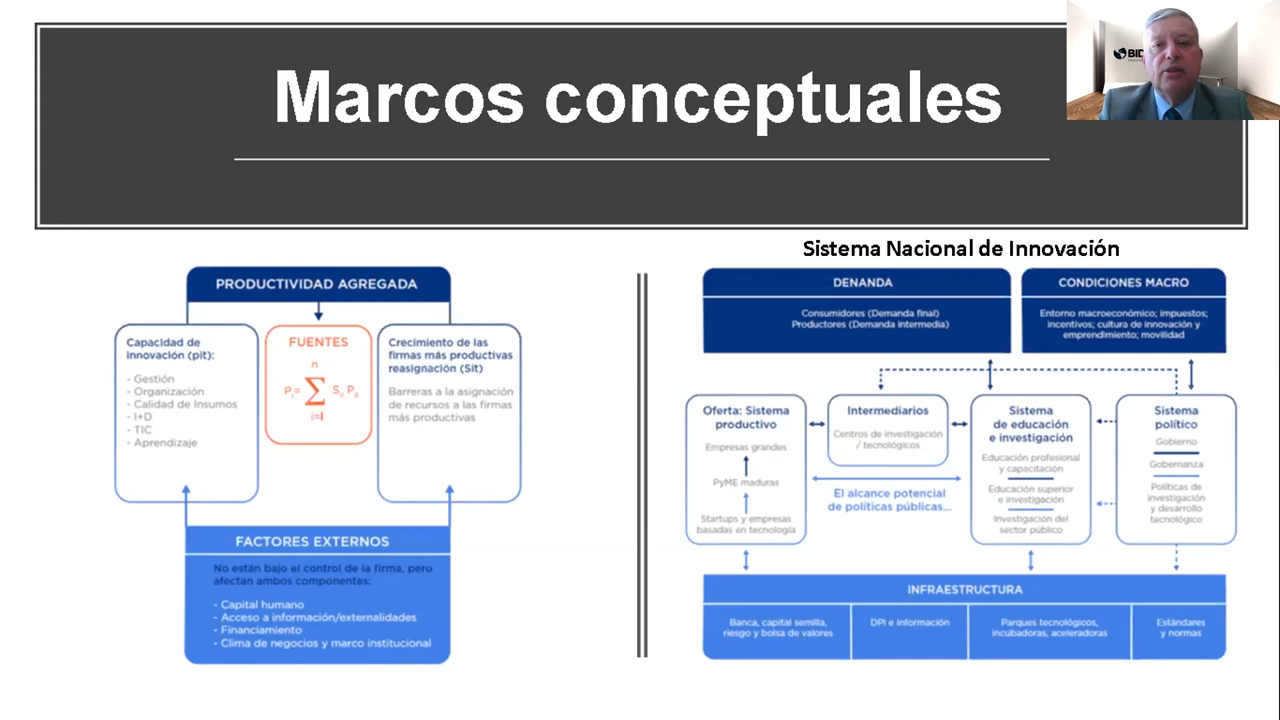 Marcos conceptuales
BID
PRODUCTIVIDAD AGREGADA
Capacidad de
innovación (pit):
- Gestión
- Organización
- Calidad de Insumos
- I+D
- TIC
- Aprendizaje
FUENTES
n
Pt= ∑ Sit Pit
i=l
Crecimiento de las
firmas más productivas
reasignación (Sit)
Barreras a la asignación
de recursos a las firmas
más productivas
FACTORES EXTERNOS
No están bajo el control de la firma, pero
afectan ambos componentes:
- Capital humano
- Acceso a información/externalidades
- Financiamiento
- Clima de negocios y marco institucional
Sistema Nacional de Innovación
DENANDA
Consumidores (Demanda final)
Productores (Demanda intermedia)
CONDICIONES MACRO
Entorno macroeconómico; impuestos;
incentivos; cultura de innovación y
emprendimiento; movilidad
Oferta: Sistema
productivo
Empresas grandes
PyME maduras
Startups y empresas
basadas en tecnología
Intermediarios
Centros de investigación
/ tecnológicos
El alcance potencial
de políticas públicas...
Sistema
de educación
e investigación
Educación profesional
y capacitación
Educación superior
e investigación
Investigación del
sector público
Sistema
político
Gobierno
Gobernanza
Políticas de
investigación
y desarrollo
tecnológico
INFRAESTRUCTURA
Banca, capital semilla,
riesgo y bolsa de valores
DPI e información
Parques tecnológicos,
incubadoras, aceleradoras
Estándares
y normas